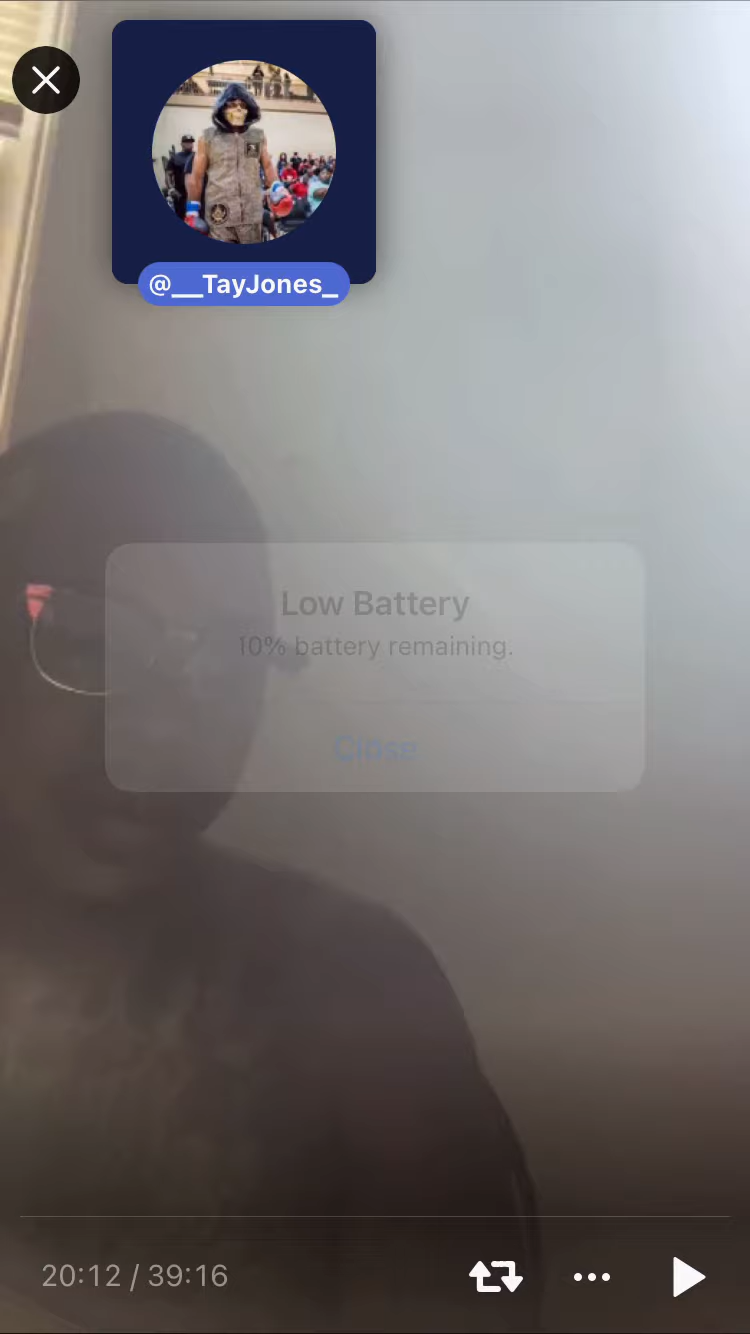 @__TayJones_
Low Battery
10% battery remaining.
Close
20:12 / 39:16